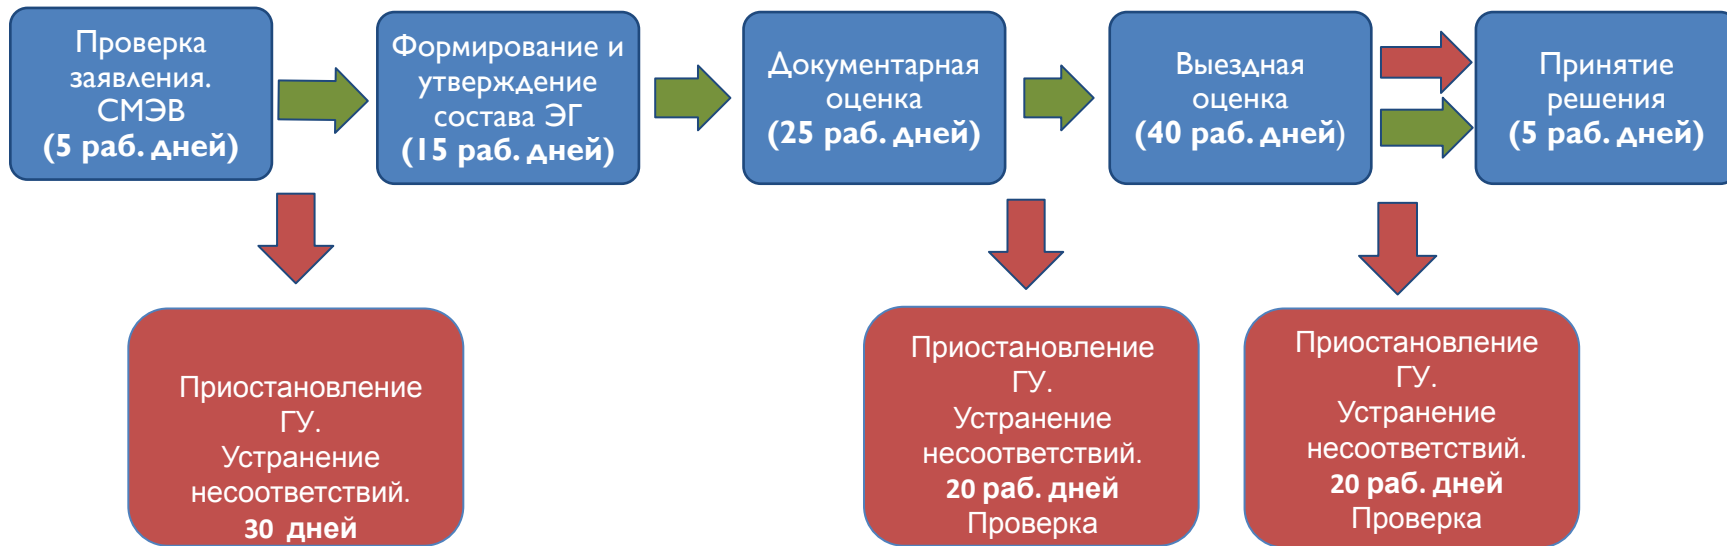 Проверка
заявления.
СМЭВ
(5 раб. дней)
Формирование и
утверждение
состава ЭГ
(15 раб. дней)
Документарная
оценка
(25 раб. дней)
Выездная
оценка
(40 раб. дней)
Принятие
решения
(5 раб. дней)
Приостановление
ГУ.
Устранение
несоответствий.
30 дней
Приостановление
ГУ.
Устранение
несоответствий.
20 раб. дней
Проверка
Приостановление
ГУ.
Устранение
несоответствий.
20 раб. дней
Проверка